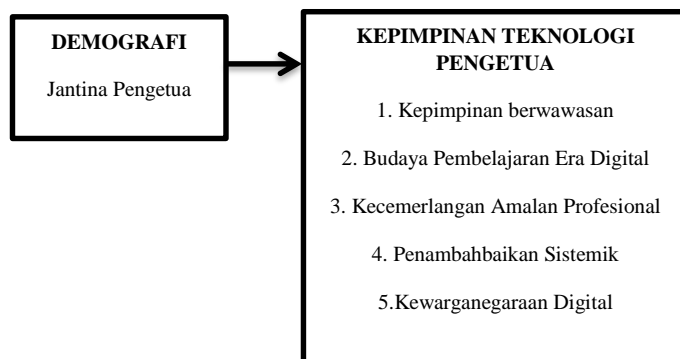 DEMOGRAFI
Jantina Pengetua
KEPIMPINAN TEKNOLOGI
PENGETUA
1. Kepimpinan berwawasan
2. Budaya Pembelajaran Era Digital
3. Kecemerlangan Amalan Profesional
4. Penambahbaikan Sistemik
5.Kewarganegaraan Digital